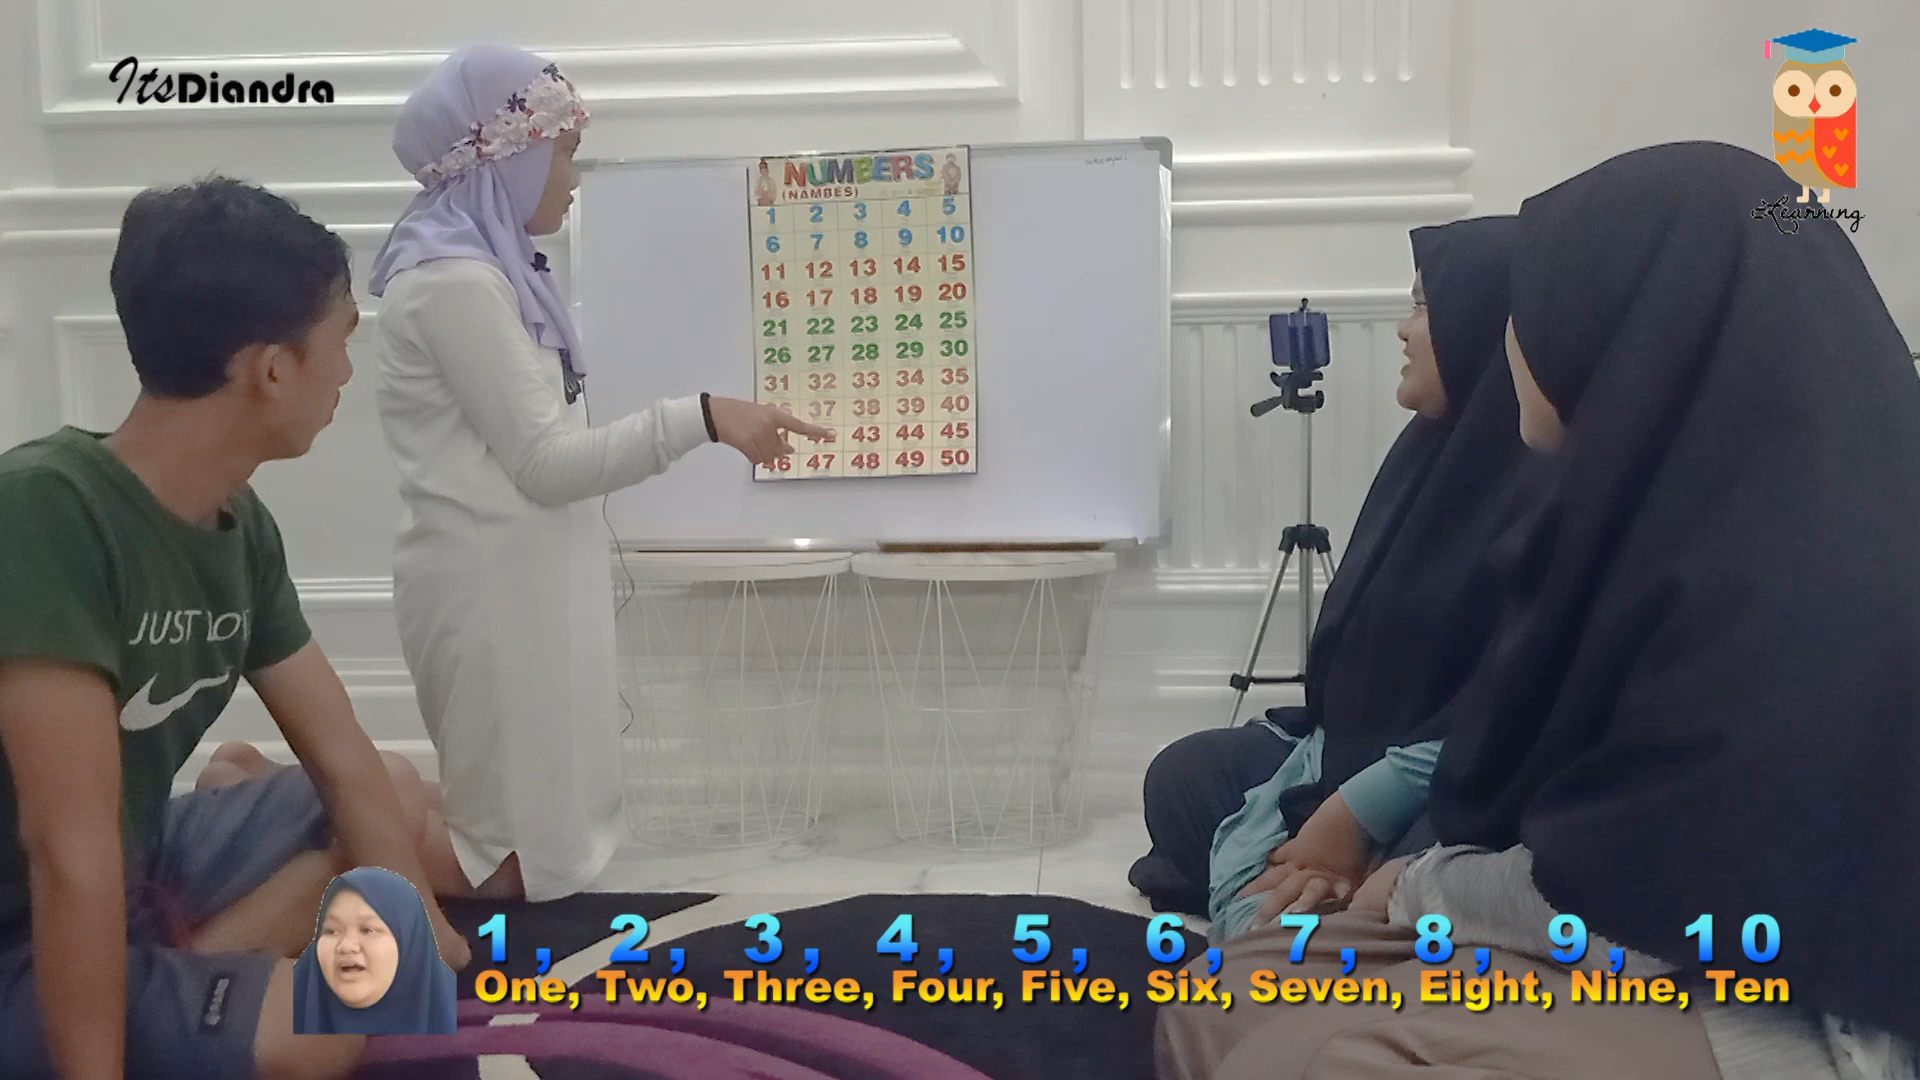 ItsDiandra
Learning
NUMBERS
(NAMBES)
1 2 3 4 5
6 7 8 9 10
11 12 13 14 15
16 17 18 19 20
21 22 23 24 25
26 27 28 29 30
31 32 33 34 35
37 38 39 40
43 44 45
46 47 48 49 50
JUST
1, 2, 3, 4, 5, 6, 7, 8, 9, 10
One, Two, Three, Four, Five, Six, Seven, Eight, Nine, Ten